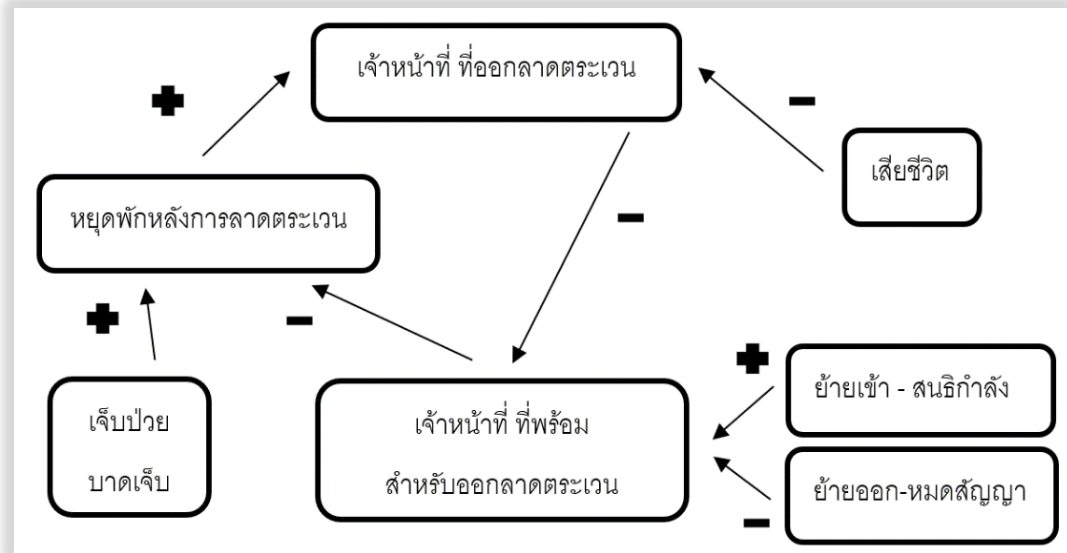 เจ้าหน้าที่ ที่ออกลาดตระเวน
เสียชีวิต
หยุดพักหลังการลาดตระเวน
เจ็บป่วย
บาดเจ็บ
เจ้าหน้าที่ ที่พร้อม
สำหรับออกลาดตระเวน
ย้ายเข้า - สนธิกำลัง
ย้ายออก-หมดสัญญา